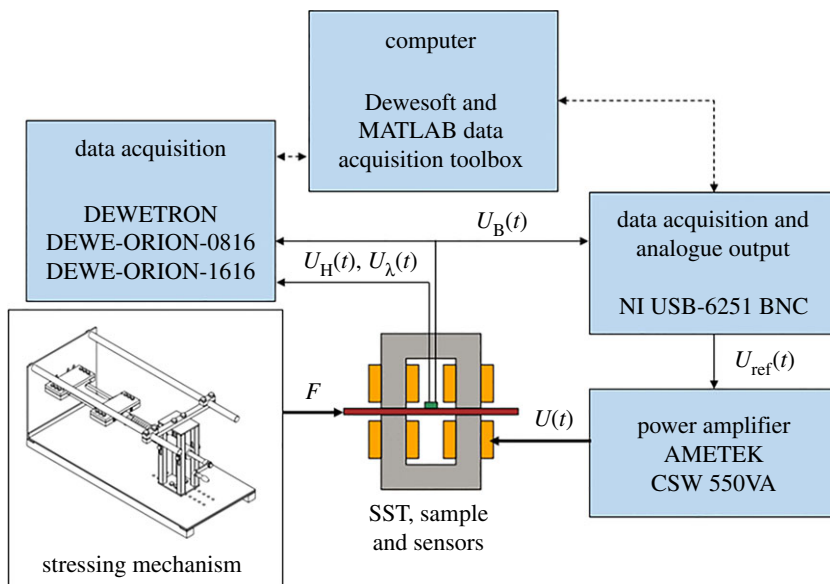 computer
Dewesoft and
MATLAB data
acquisition toolbox
data acquisition
DEWETRON
DEWE-ORION-0816
DEWE-ORION-1616
U_B(t)
U_H(t), U_λ(t)
data acquisition and
analogue output
NI USB-6251 BNC
U_ref(t)
F
U(t)
power amplifier
AMETEK
CSW 550VA
SST, sample
and sensors
stressing mechanism